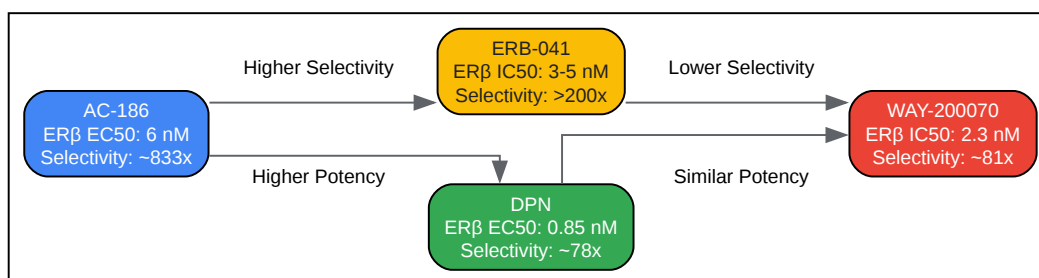 AC-186
ERβ EC50: 6 nM
Selectivity: ~833x
Higher Selectivity
ERB-041
ERβ IC50: 3-5 nM
Selectivity: >200x
Lower Selectivity
Higher Potency
DPN
ERβ EC50: 0.85 nM
Selectivity: ~78x
Similar Potency
WAY-200070
ERβ IC50: 2.3 nM
Selectivity: ~81x